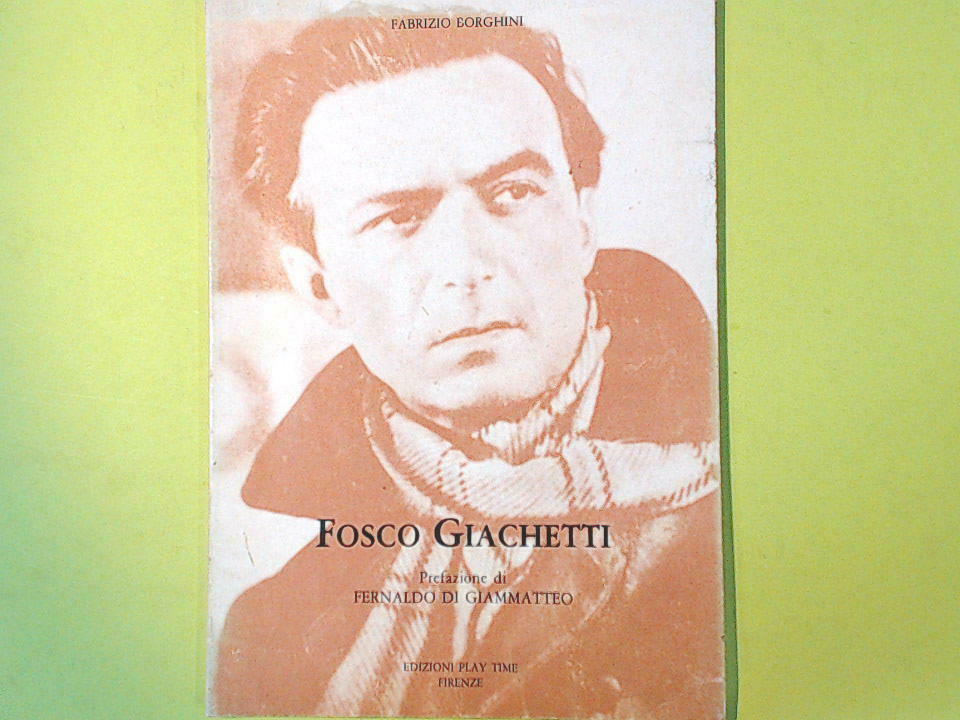 FABRIZIO BORGHINI
FOSCO GIACHETTI
Prefazione di
FERNALDO DI GIAMMATTEO
EDIZIONI PLAY TIME
FIRENZE